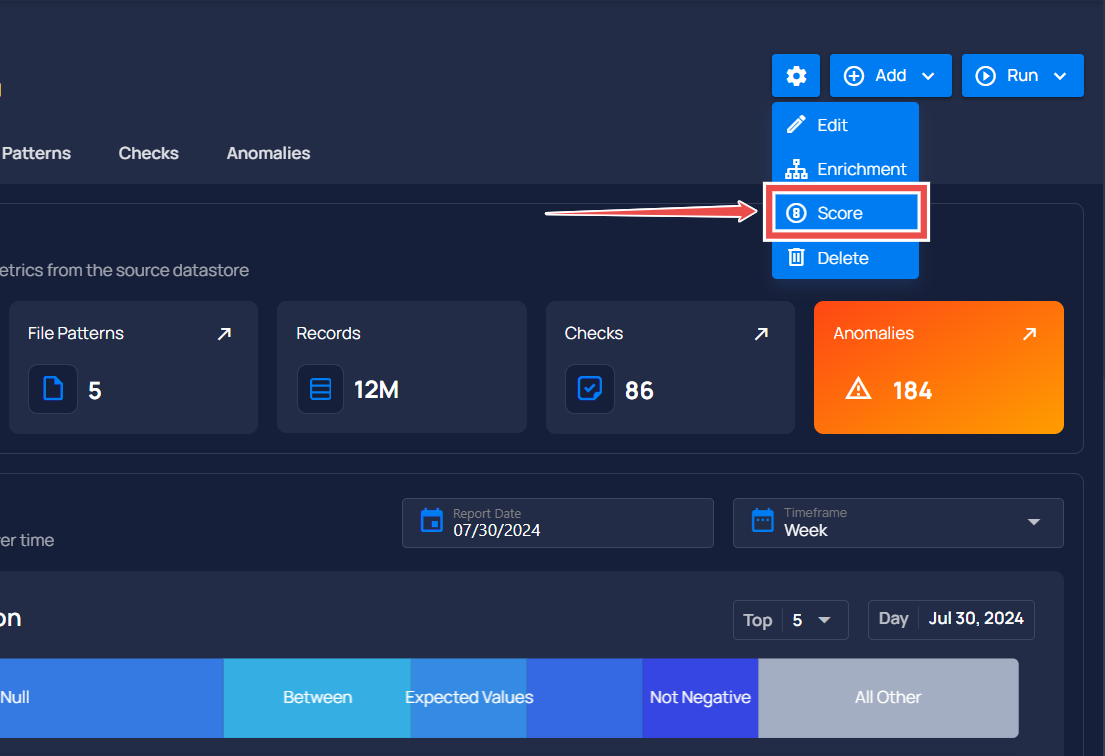 Add
Run
Edit
Patterns
Checks
Anomalies
Enrichment
Score
Delete
etrics from the source datastore
File Patterns
5
Records
12M
Checks
86
Anomalies
184
Report Date
07/30/2024
Timeframe
Week
er time
on
Top 5
Day Jul 30, 2024
Null
Between
Expected Values
Not Negative
All Other